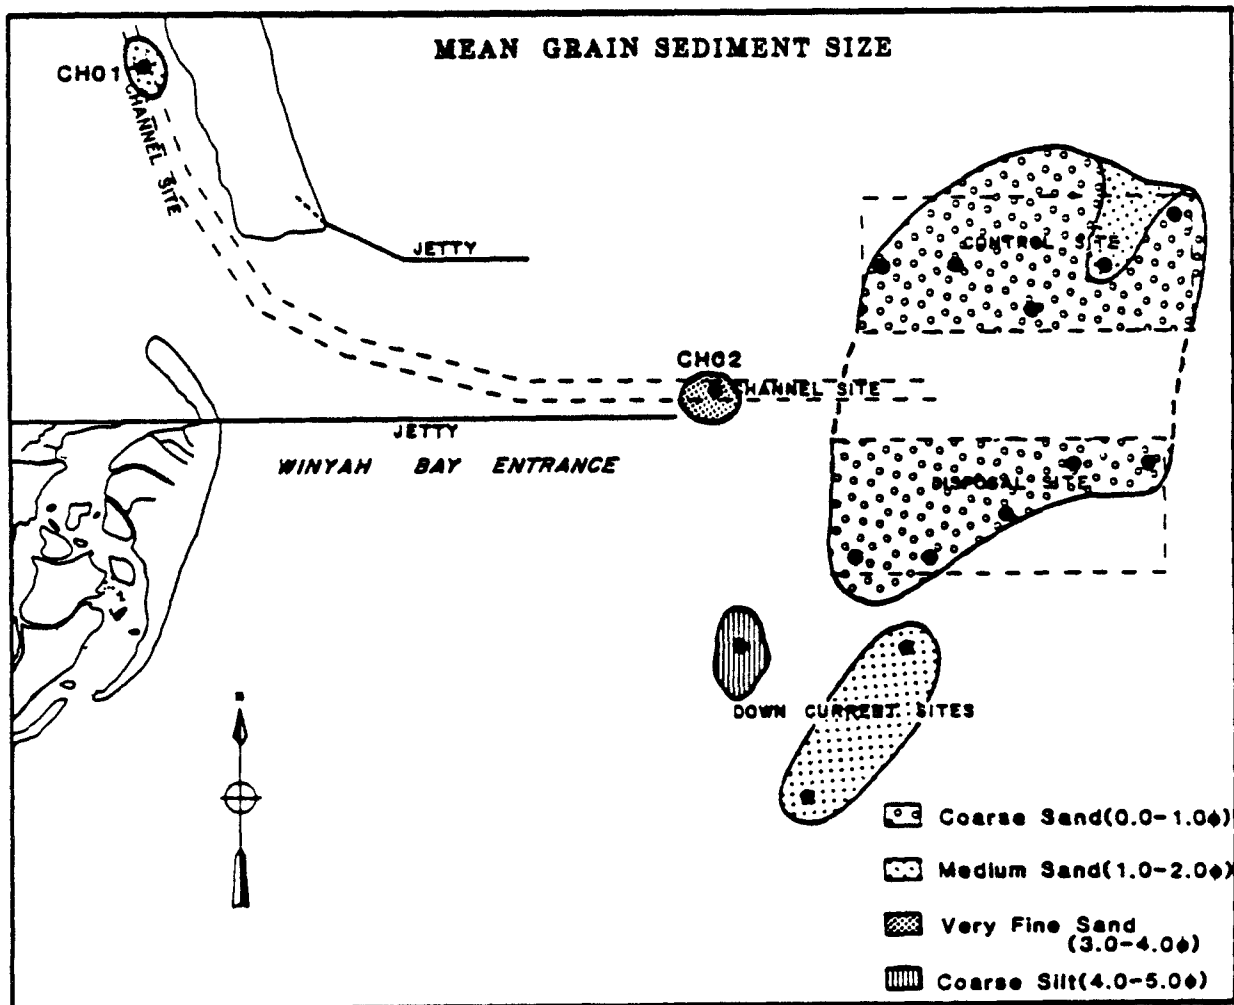 MEAN GRAIN SEDIMENT SIZE
CH01
CHANNEL SITE
JETTY
CONTROL SITE
CH02
CHANNEL SITE
JETTY
WINYAH BAY ENTRANCE
DISPOSAL SITE
DOWN CURRENT SITES
Coarse Sand(0.0-1.0ϕ)
Medium Sand(1.0-2.0ϕ)
Very Fine Sand
(3.0-4.0ϕ)
Coarse Silt(4.0-5.0ϕ)